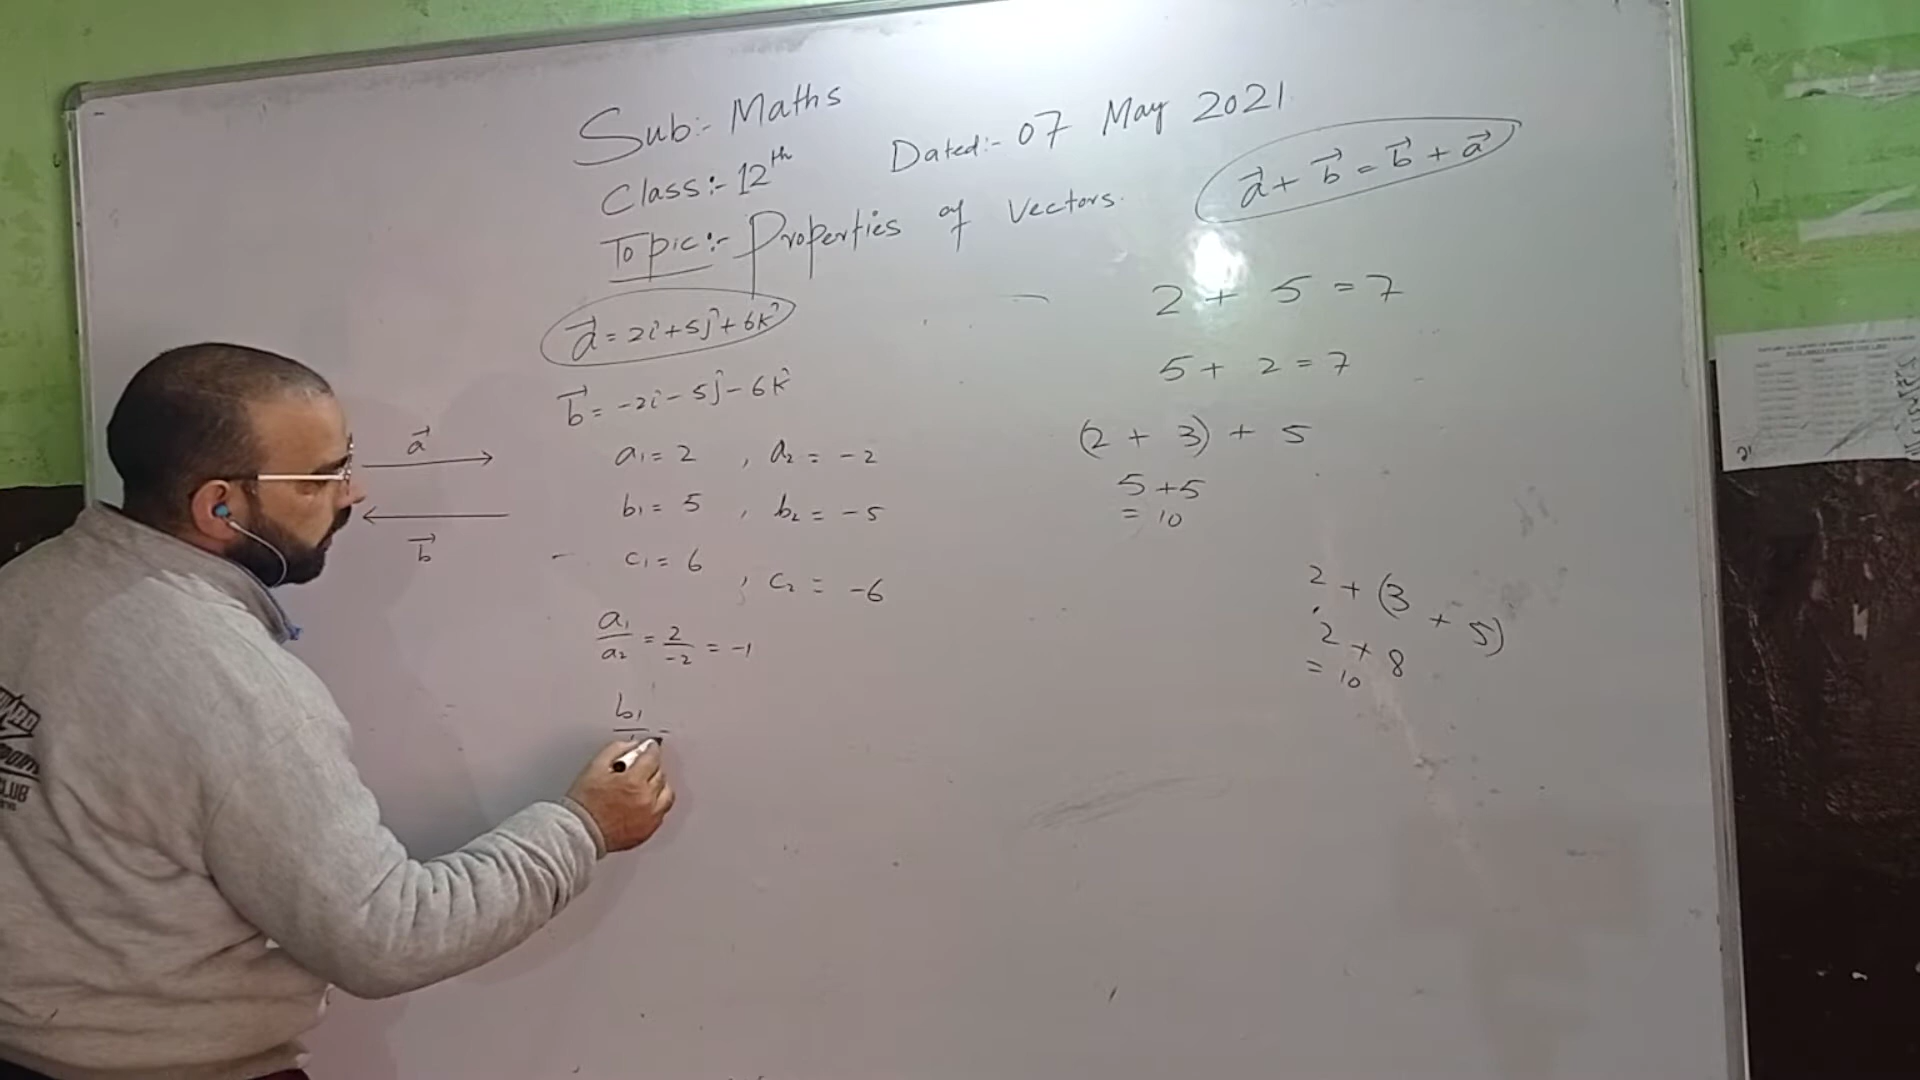 Sub:- Maths
Class:- 12th Dated:- 07 May 2021
Topic:- Properties of Vectors.
a⃗ + b⃗ = b⃗ + a⃗
a⃗ = 2î + 5ĵ + 6k̂
b⃗ = -2î - 5ĵ - 6k̂
a⃗
b⃗
a₁ = 2 , a₂ = -2
b₁ = 5 , b₂ = -5
c₁ = 6 , c₂ = -6
a₁/a₂ = 2/-2 = -1
b₁
=
2 + 5 = 7
5 + 2 = 7
(2 + 3) + 5
5 + 5
= 10
2 + (3 + 5)
2 + 8
= 10
CLUB